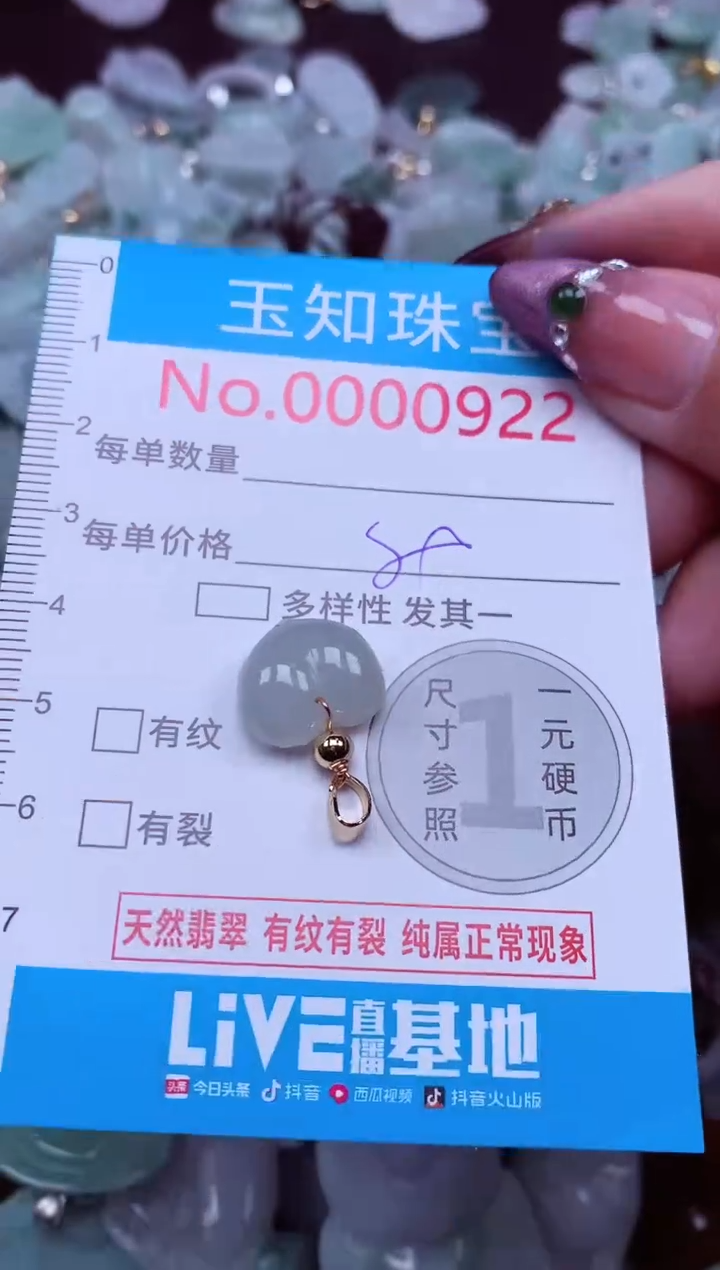 玉知珠宝
No.0000922
0
1
2
3
4
5
6
7
每单数量
每单价格
多样性 发其一
有纹
有裂
尺寸参照
1
一元硬币
天然翡翠 有纹有裂 纯属正常现象
LiVE直播基地
头条 今日头条 抖音 西瓜视频 抖音火山版